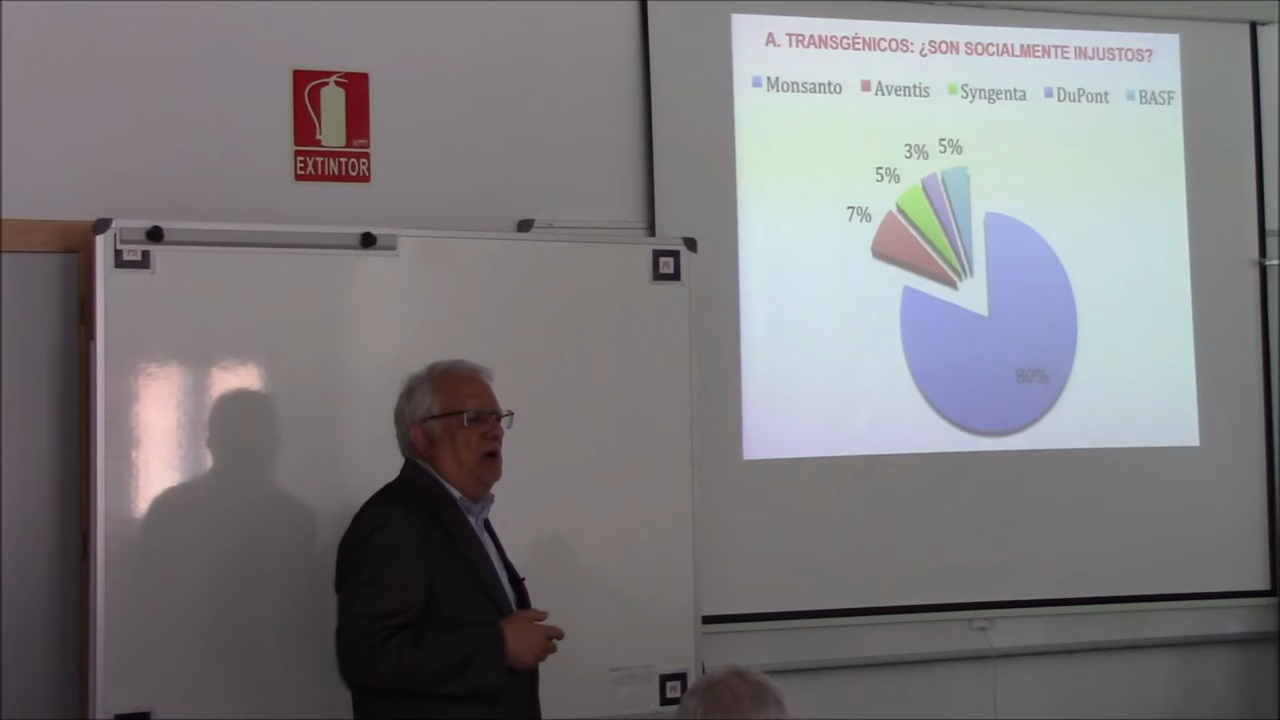 A. TRANSGÉNICOS: ¿SON SOCIALMENTE INJUSTOS?
Monsanto Aventis Syngenta DuPont BASF
3% 5%
5%
7%
80%
EXTINTOR